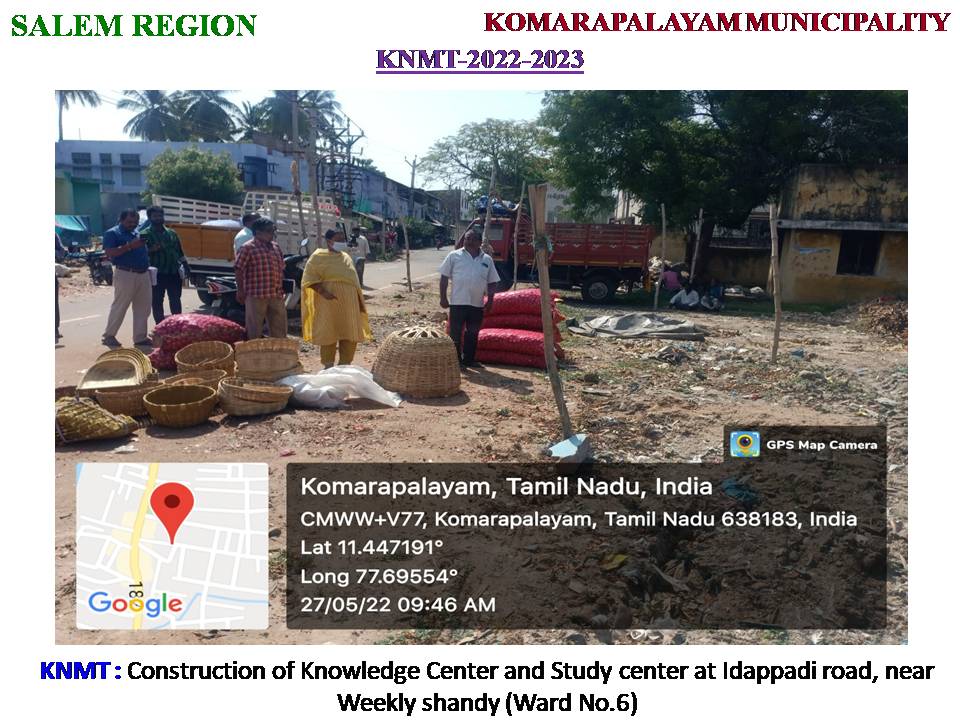 SALEM REGION
KOMARAPALAYAM MUNICIPALITY
KNMT-2022-2023
GPS Map Camera
Komarapalayam, Tamil Nadu, India
CMWW+V77, Komarapalayam, Tamil Nadu 638183, India
Lat 11.447191°
Long 77.69554°
27/05/22 09:46 AM
181
Google
KNMT : Construction of Knowledge Center and Study center at Idappadi road, near
Weekly shandy (Ward No.6)